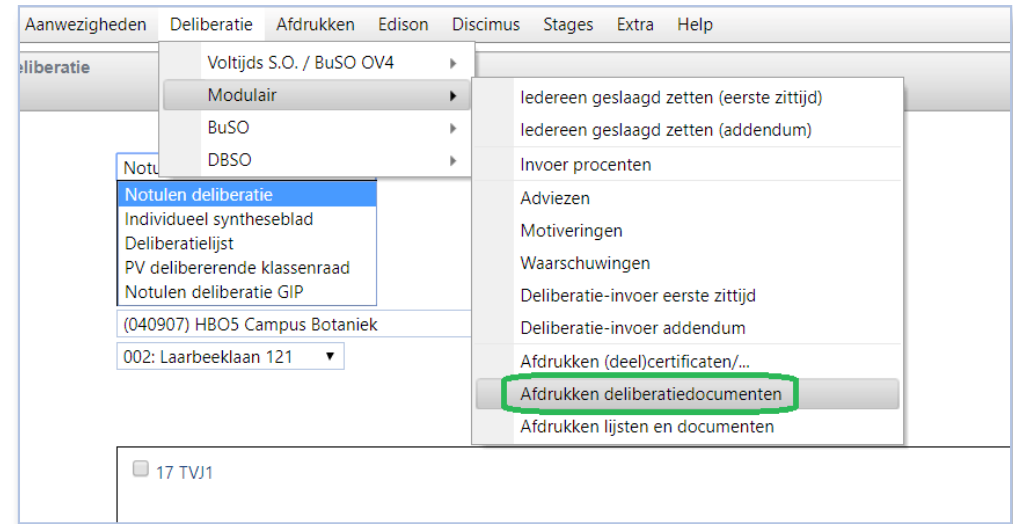 Aanwezigheden Deliberatie Afdrukken Edison Discimus Stages Extra Help
eliberatie
Voltijds S.O. / BuSO OV4
Modulair
BuSO
DBSO
Iedereen geslaagd zetten (eerste zittijd)
Iedereen geslaagd zetten (addendum)
Invoer procenten
Adviezen
Motiveringen
Waarschuwingen
Deliberatie-invoer eerste zittijd
Deliberatie-invoer addendum
Afdrukken (deel)certificaten/...
Afdrukken deliberatiedocumenten
Afdrukken lijsten en documenten
Notu
Notulen deliberatie
Individueel syntheseblad
Deliberatielijst
PV delibererende klassenraad
Notulen deliberatie GIP
(040907) HBO5 Campus Botaniek
002: Laarbeeklaan 121
17 TVJ1